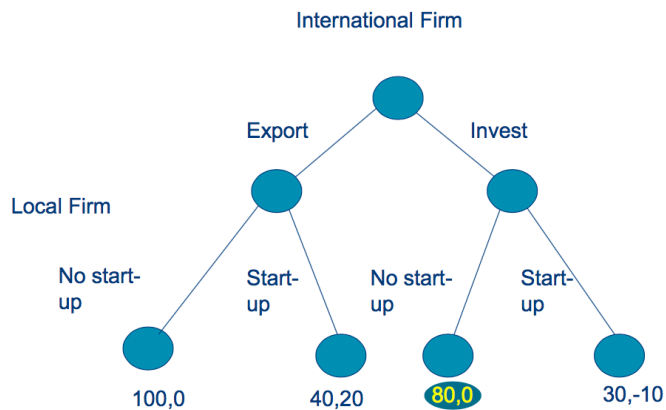 International Firm
Export
Invest
Local Firm
No start-
up
Start-
up
No start-
up
Start-
up
100,0
40,20
80,0
30,-10